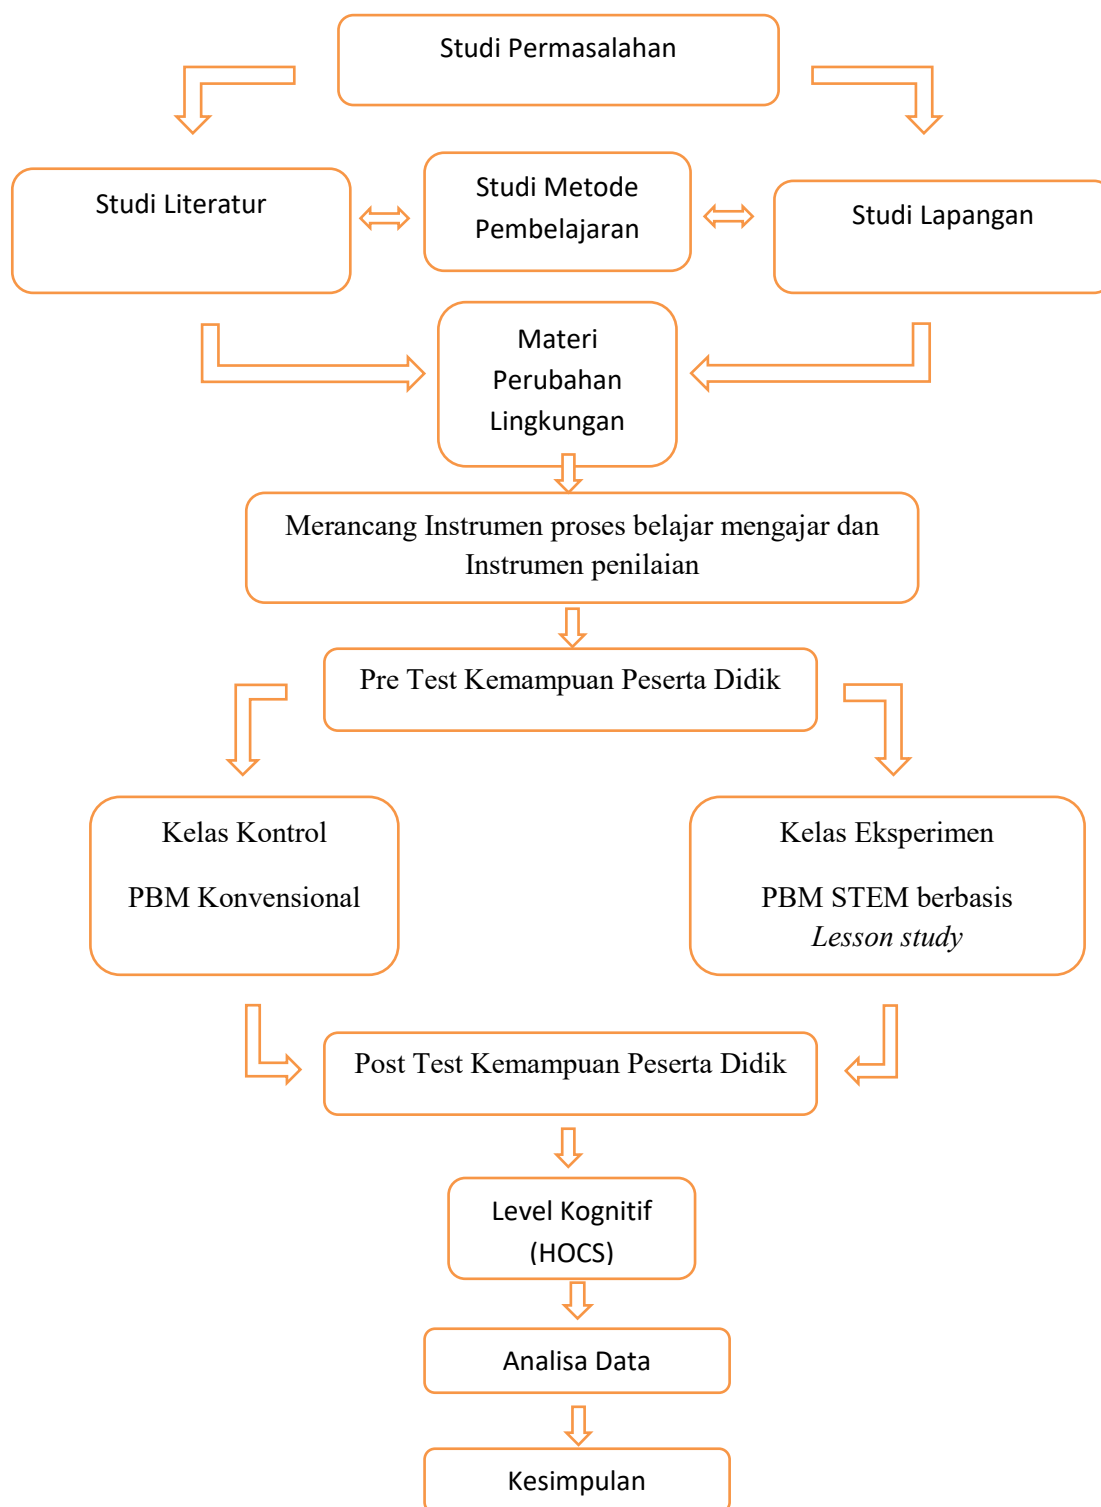 Studi Permasalahan
Studi Literatur
Studi Metode
Pembelajaran
Studi Lapangan
Materi
Perubahan
Lingkungan
Merancang Instrumen proses belajar mengajar dan
Instrumen penilaian
Pre Test Kemampuan Peserta Didik
Kelas Kontrol
PBM Konvensional
Kelas Eksperimen
PBM STEM berbasis
Lesson study
Post Test Kemampuan Peserta Didik
Level Kognitif
(HOCS)
Analisa Data
Kesimpulan